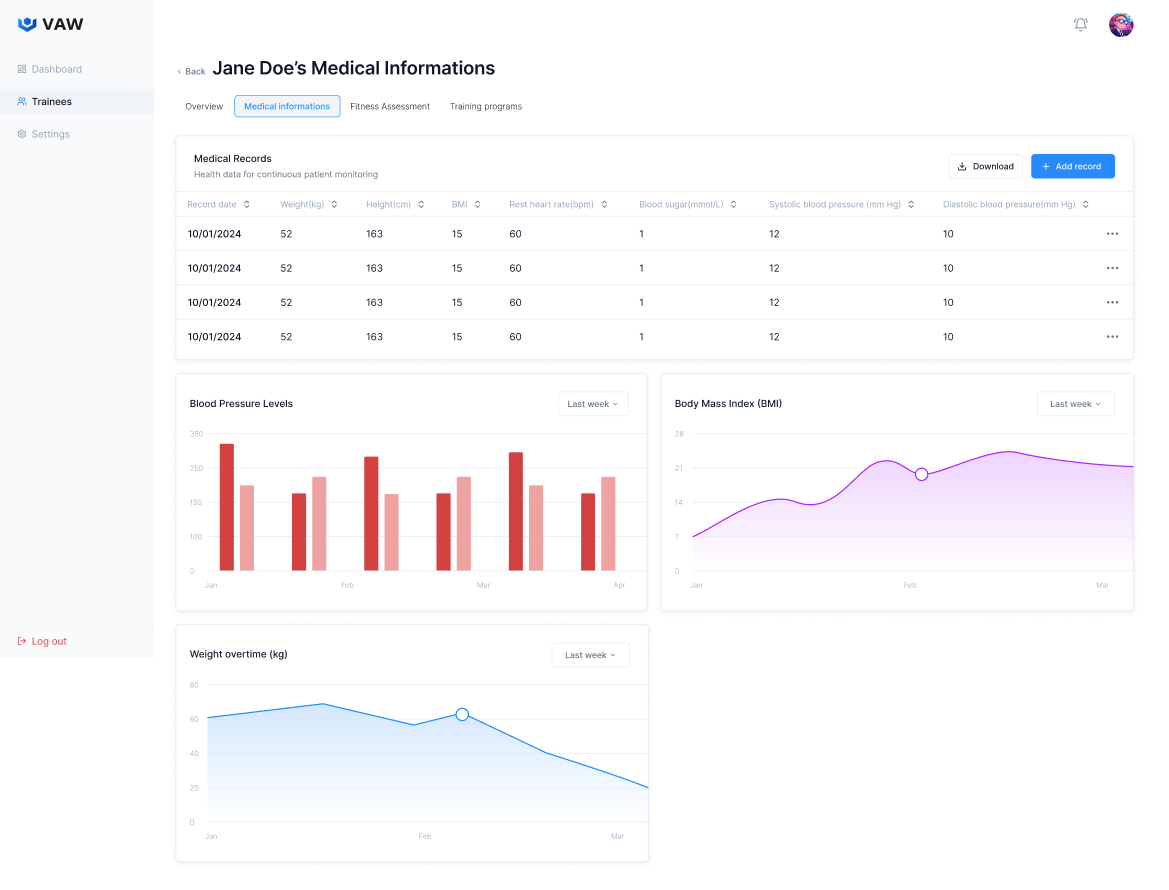 VAW
Dashboard
Trainees
Settings
Log out
Back Jane Doe’s Medical Informations
Overview Medical informations Fitness Assessment Training programs
Medical Records
Health data for continuous patient monitoring
Download Add record
Record date Weight(kg) Height(cm) BMI Rest heart rate(bpm) Blood sugar(mmol/L) Systolic blood pressure (mm Hg) Diastolic blood pressure(mm Hg)
10/01/2024 52 163 15 60 1 12 10
10/01/2024 52 163 15 60 1 12 10
10/01/2024 52 163 15 60 1 12 10
10/01/2024 52 163 15 60 1 12 10
Blood Pressure Levels Last week
350
250
150
100
0
Jan Feb Mar Apr
Body Mass Index (BMI) Last week
28
21
14
7
0
Jan Feb Mar
Weight overtime (kg) Last week
80
60
40
20
0
Jan Feb Mar